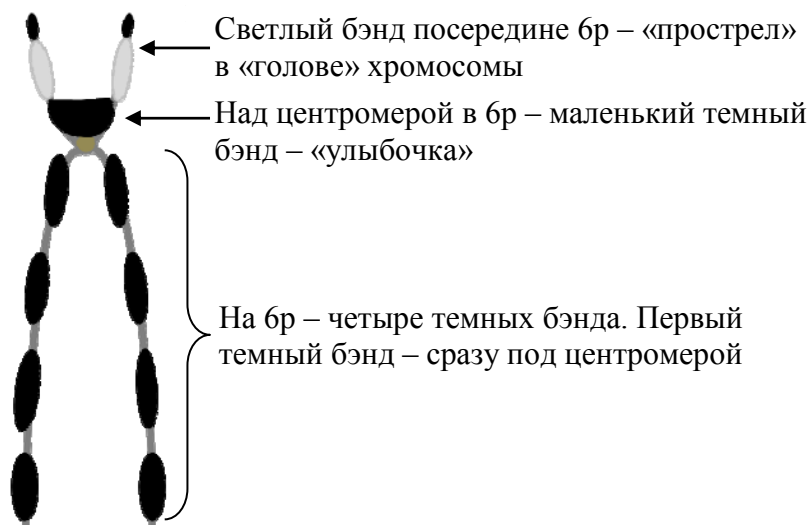 Светлый бэнд посередине 6р – «прострел»
в «голове» хромосомы
Над центромерой в 6р – маленький темный
бэнд – «улыбочка»
На 6р – четыре темных бэнда. Первый
темный бэнд – сразу под центромерой